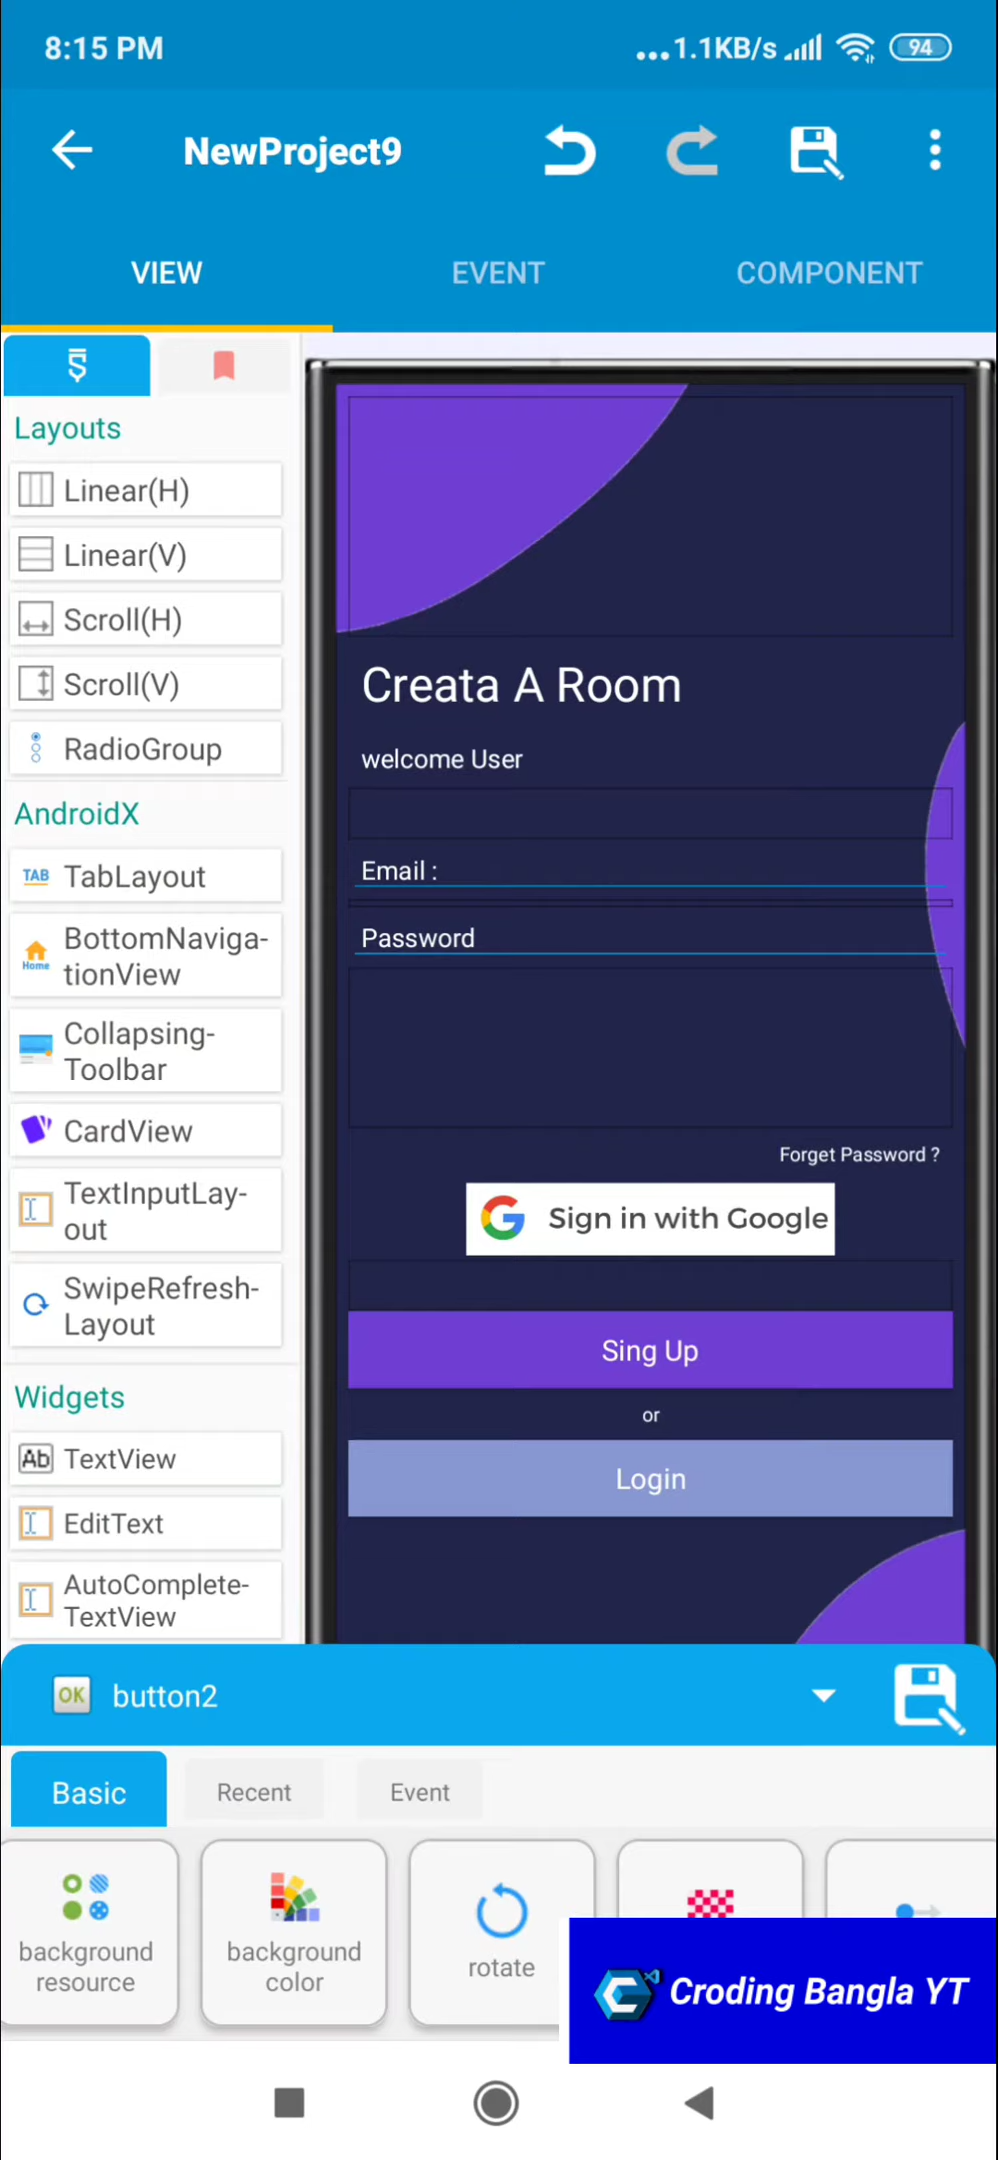 8:15 PM
...1.1KB/s
94
NewProject9
VIEW
EVENT
COMPONENT
Layouts
Linear(H)
Linear(V)
Scroll(H)
Scroll(V)
RadioGroup
AndroidX
TAB TabLayout
BottomNaviga-
tionView
Home
Collapsing-
Toolbar
CardView
TextInputLay-
out
SwipeRefresh-
Layout
Widgets
Ab TextView
EditText
AutoComplete-
TextView
Creata A Room
welcome User
Email :
Password
Forget Password ?
G Sign in with Google
Sing Up
or
Login
OK button2
Basic
Recent
Event
background
resource
background
color
rotate
Croding Bangla YT